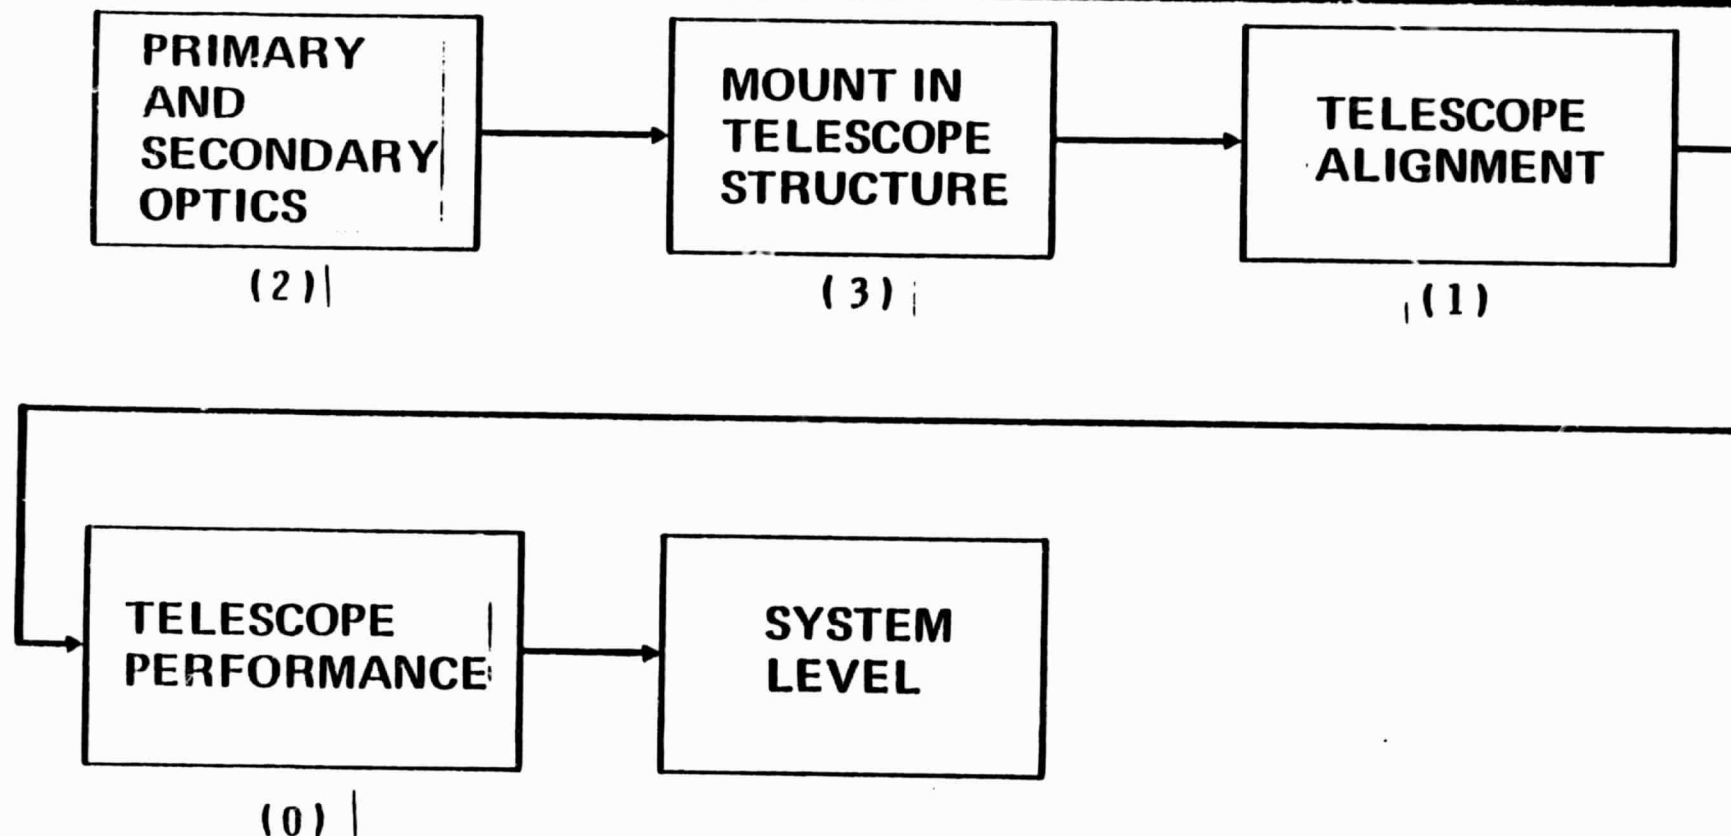 PRIMARY
AND
SECONDARY
OPTICS
(2)
MOUNT IN
TELESCOPE
STRUCTURE
(3)
TELESCOPE
ALIGNMENT
(1)
TELESCOPE
PERFORMANCE
(0)
SYSTEM
LEVEL